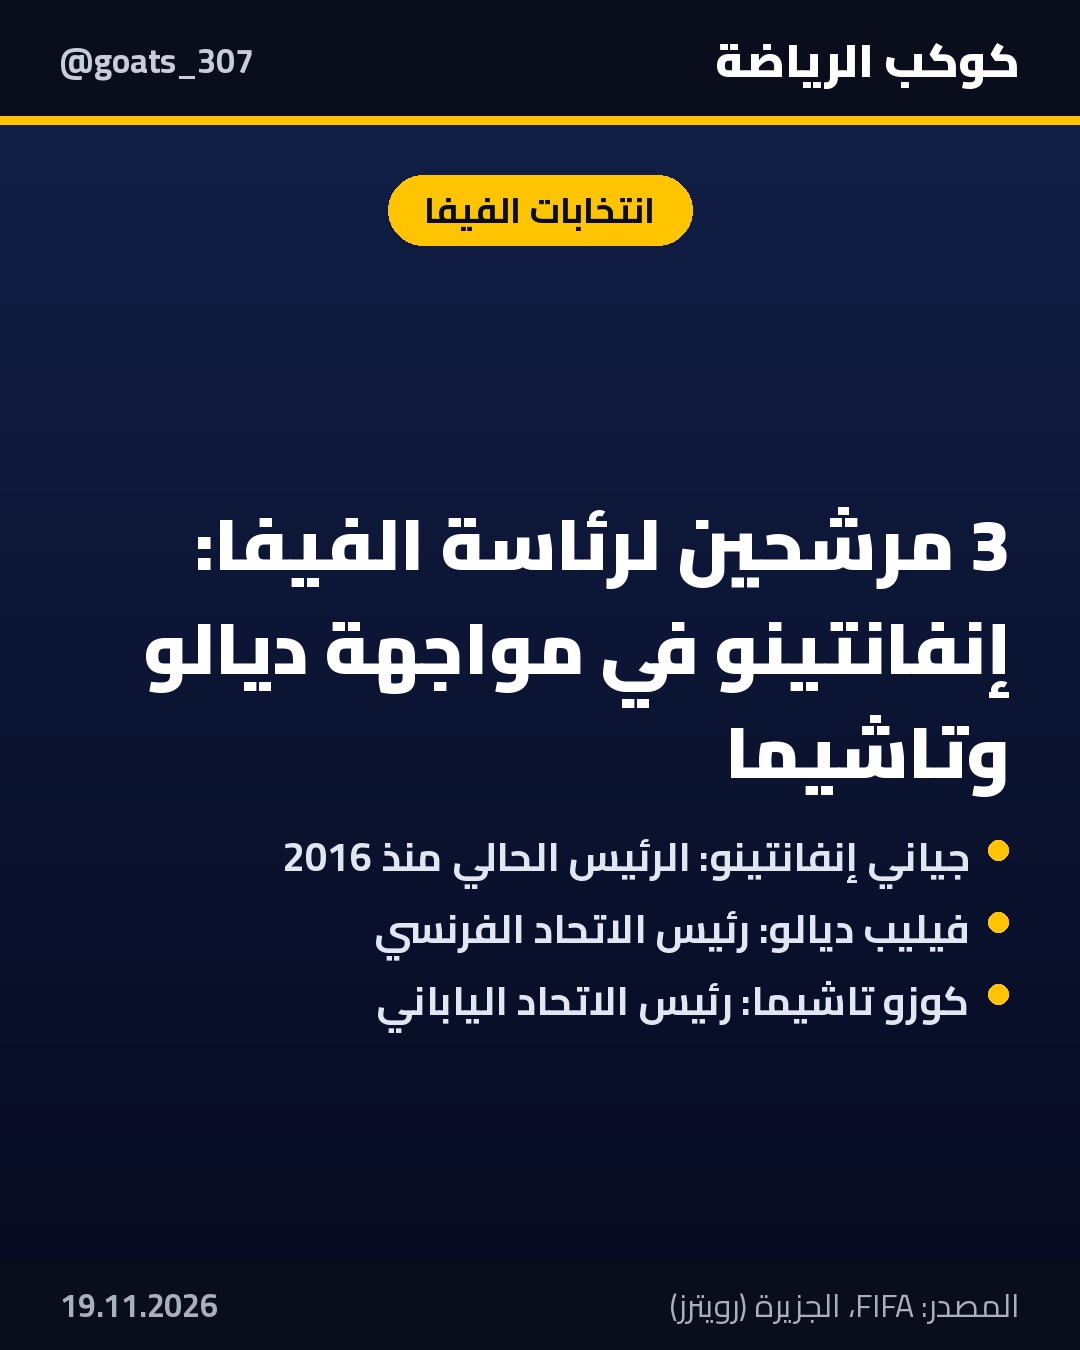 كوكب الرياضة
@goats_307
انتخابات الفيفا
3 مرشحين لرئاسة الفيفا:
إنفانتينو في مواجهة ديالو
وتاشيما
جياني إنفانتينو: الرئيس الحالي منذ 2016
فيليب ديالو: رئيس الاتحاد الفرنسي
كوزو تاشيما: رئيس الاتحاد الياباني
المصدر: FIFA، الجزيرة (رويترز)
19.11.2026